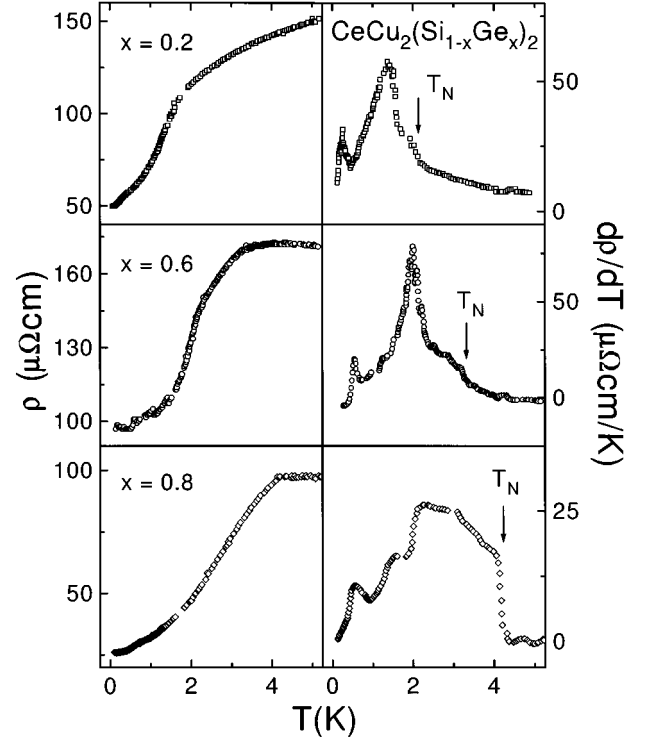 x = 0.2
CeCu₂(Si₁₋ₓGeₓ)₂
150
100
50
T_N
50
25
0
x = 0.6
160
130
100
T_N
50
0
x = 0.8
100
50
T_N
25
0
ρ (μΩcm)
dρ/dT (μΩcm/K)
0 2 4
0 2 4
T(K)